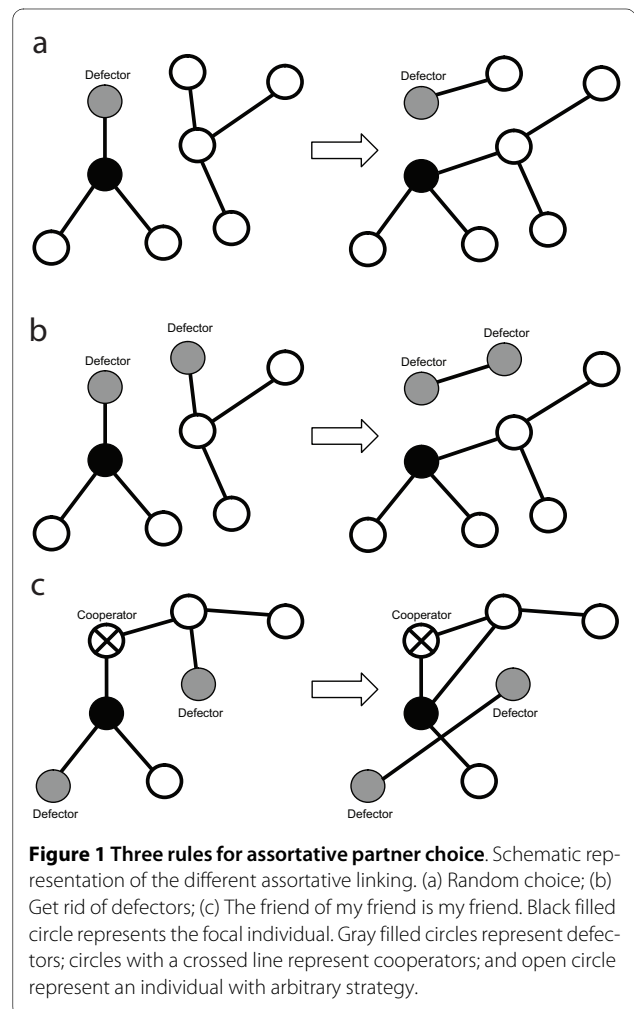 a
Defector
Defector
b
Defector
Defector
Defector
Defector
c
Cooperator
Cooperator
Defector
Defector
Defector
Defector
Figure 1 Three rules for assortative partner choice. Schematic rep-
resentation of the different assortative linking. (a) Random choice; (b)
Get rid of defectors; (c) The friend of my friend is my friend. Black filled
circle represents the focal individual. Gray filled circles represent defec-
tors; circles with a crossed line represent cooperators; and open circle
represent an individual with arbitrary strategy.